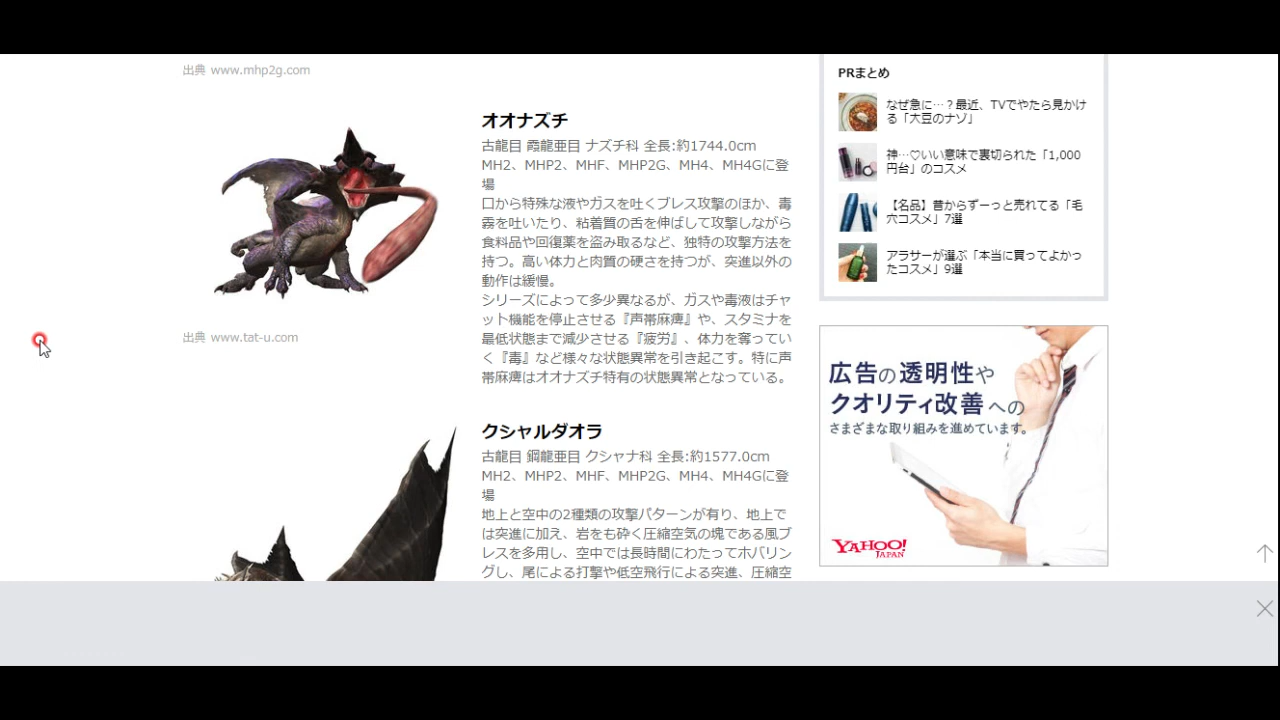 出典 www.mhp2g.com
オオナズチ
古龍目 霞龍亜目 ナズチ科 全長:約1744.0cm
MH2、MHP2、MHF、MHP2G、MH4、MH4Gに登
場
口から特殊な液やガスを吐くブレス攻撃のほか、毒
霧を吐いたり、粘着質の舌を伸ばして攻撃しながら
食料品や回復薬を盗み取るなど、独特の攻撃方法を
持つ。高い体力と肉質の硬さを持つが、突進以外の
動作は緩慢。
シリーズによって多少異なるが、ガスや毒液はチャ
ット機能を停止させる『声帯麻痺』や、スタミナを
最低状態まで減少させる『疲労』、体力を奪ってい
く『毒』など様々な状態異常を引き起こす。特に声
帯麻痺はオオナズチ特有の状態異常となっている。
出典 www.tat-u.com
クシャルダオラ
古龍目 鋼龍亜目 クシャナ科 全長:約1577.0cm
MH2、MHP2、MHF、MHP2G、MH4、MH4Gに登
場
地上と空中の2種類の攻撃パターンが有り、地上で
は突進に加え、岩をも砕く圧縮空気の塊である風ブ
レスを多用し、空中では長時間にわたってホバリン
グし、尾による打撃や低空飛行による突進、圧縮空
PRまとめ
なぜ急に…？最近、TVでやたら見かけ
る「大豆のナゾ」
神…♡いい意味で裏切られた「1,000
円台」のコスメ
【名品】昔からずーっと売れてる「毛
穴コスメ」7選
アラサーが選ぶ「本当に買ってよかっ
たコスメ」9選
広告の透明性や
クオリティ改善への
さまざまな取り組みを進めています。
YAHOO!
JAPAN